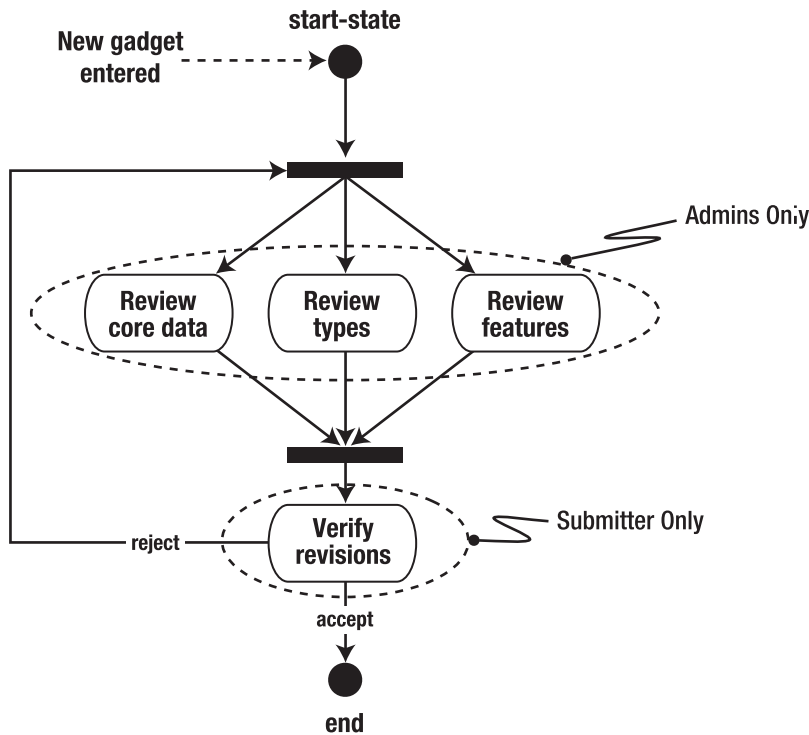 start-state
New gadget
entered
Admins Only
Review
core data
Review
types
Review
features
Verify
revisions
Submitter Only
reject
accept
end